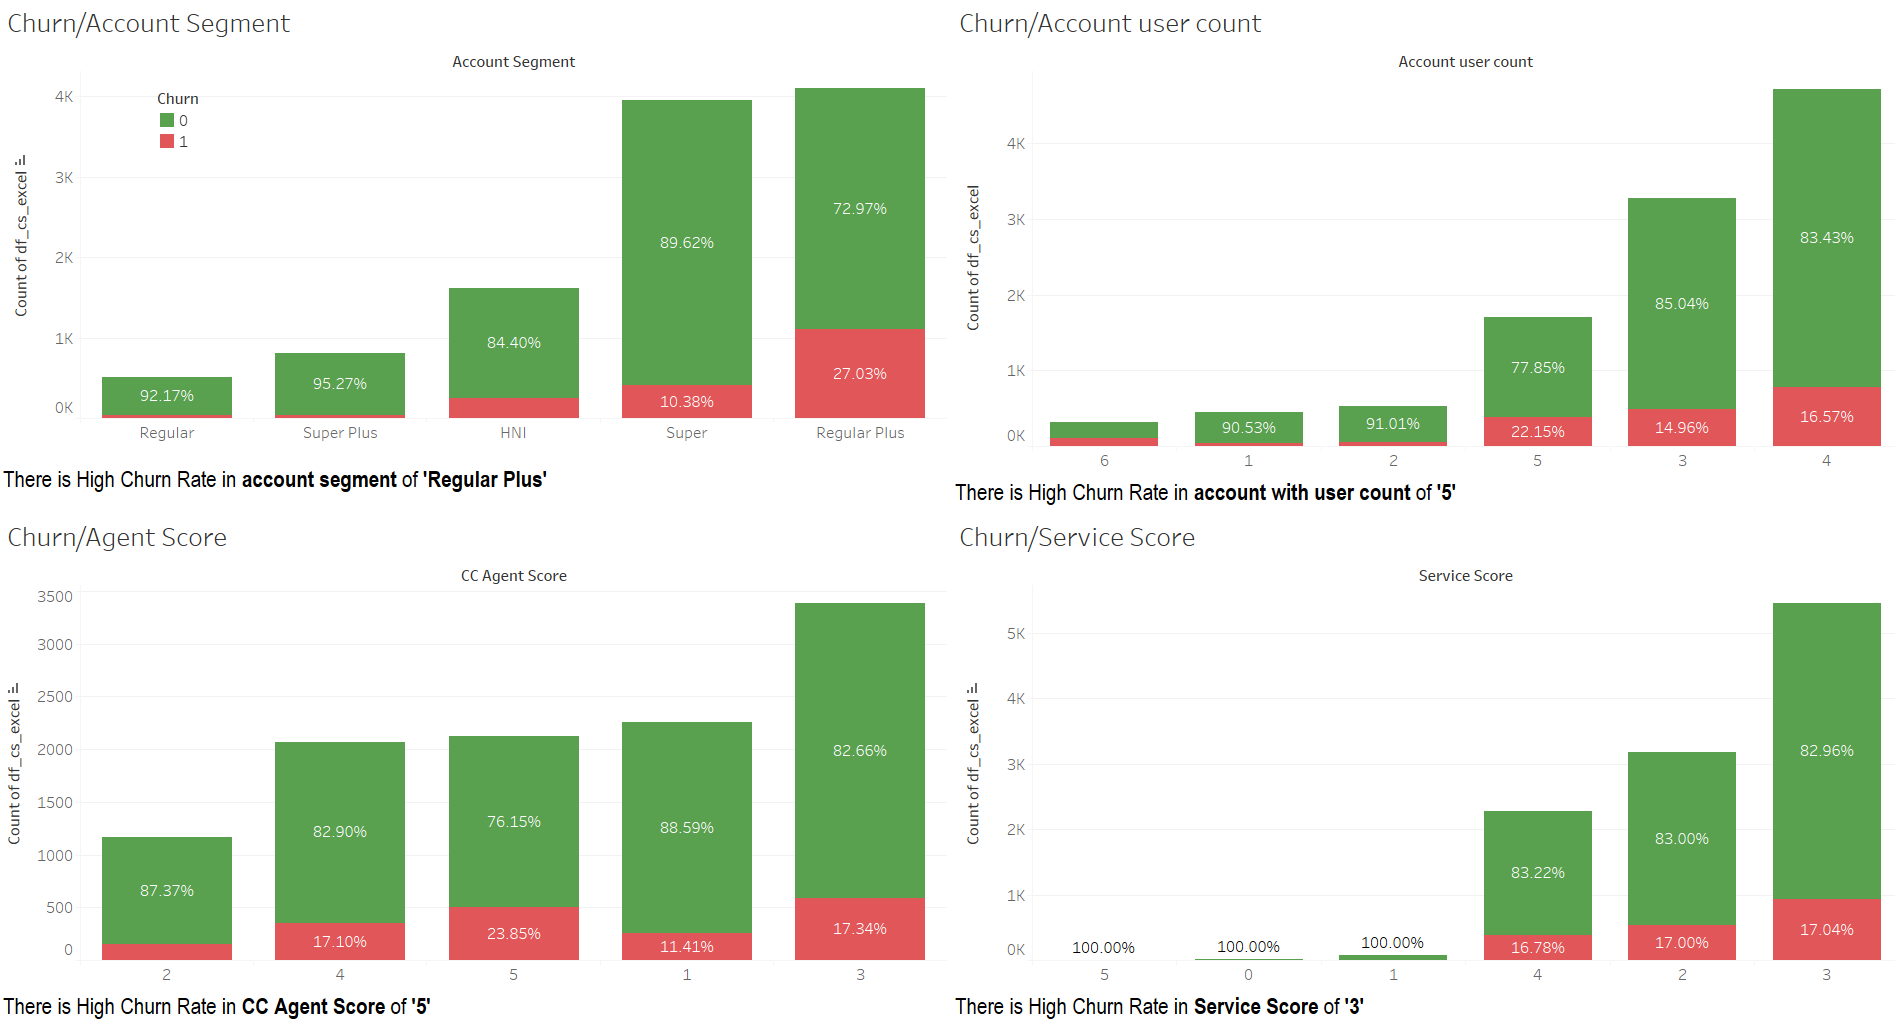 Churn/Account Segment
Account Segment
Churn
0
1
Count of df_cs_excel
4K
3K
2K
1K
0K
92.17%
95.27%
84.40%
89.62%
10.38%
72.97%
27.03%
Regular
Super Plus
HNI
Super
Regular Plus
There is High Churn Rate in account segment of 'Regular Plus'
Churn/Account user count
Account user count
Count of df_cs_excel
4K
3K
2K
1K
0K
90.53%
91.01%
77.85%
22.15%
85.04%
14.96%
83.43%
16.57%
6
1
2
5
3
4
There is High Churn Rate in account with user count of '5'
Churn/Agent Score
CC Agent Score
Count of df_cs_excel
3500
3000
2500
2000
1500
1000
500
0
87.37%
82.90%
17.10%
76.15%
23.85%
88.59%
11.41%
82.66%
17.34%
2
4
5
1
3
There is High Churn Rate in CC Agent Score of '5'
Churn/Service Score
Service Score
Count of df_cs_excel
5K
4K
3K
2K
1K
0K
100.00%
100.00%
100.00%
83.22%
16.78%
83.00%
17.00%
82.96%
17.04%
5
0
1
4
2
3
There is High Churn Rate in Service Score of '3'